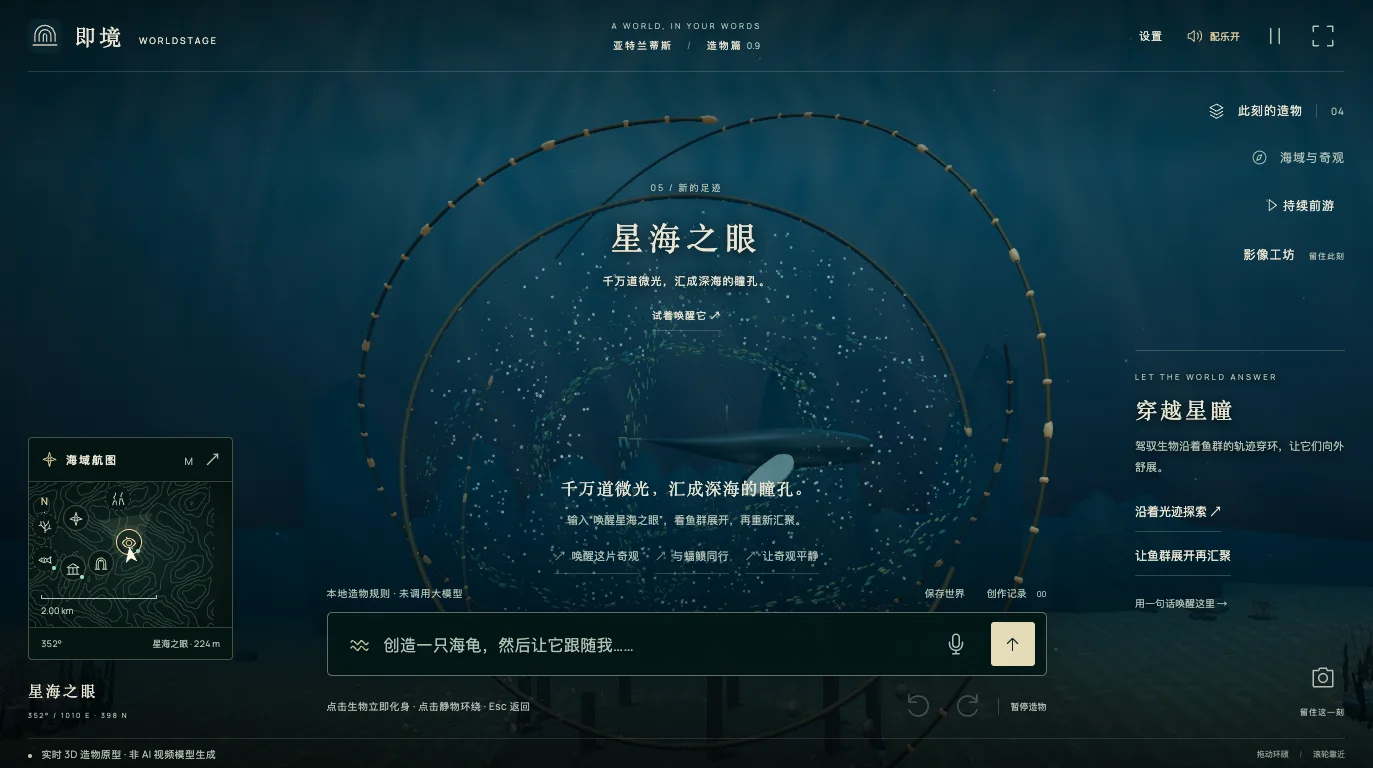 即境 WORLDSTAGE
A WORLD, IN YOUR WORDS
亚特兰蒂斯 / 造物篇 0.9
设置 配乐开
此刻的造物 04
海域与奇观
持续前游
影像工坊 留住此刻
05 / 新的足迹
星海之眼
千万道微光，汇成深海的瞳孔。
试着唤醒它 ↗
LET THE WORLD ANSWER
穿越星瞳
驾驭生物沿着鱼群的轨迹穿环，让它们向外
舒展。
沿着光迹探索 ↗
让鱼群展开再汇聚
用一句话唤醒这里 →
海域航图 M ↗
N
2.00 km
352° 星海之眼 · 224 m
星海之眼
352° / 1010 E · 398 N
千万道微光，汇成深海的瞳孔。
输入“唤醒星海之眼”，看鱼群展开，再重新汇聚。
↗ 唤醒这片奇观 ↗ 与蝠鲼同行 ↗ 让奇观平静
本地造物规则 · 未调用大模型 保存世界 创作记录 00
创造一只海龟，然后让它跟随我……
点击生物立即化身 · 点击静物环绕 · Esc 返回 暂停造物
留住这一刻
实时 3D 造物原型 · 非 AI 视频模型生成
拖动环顾 / 滚轮靠近